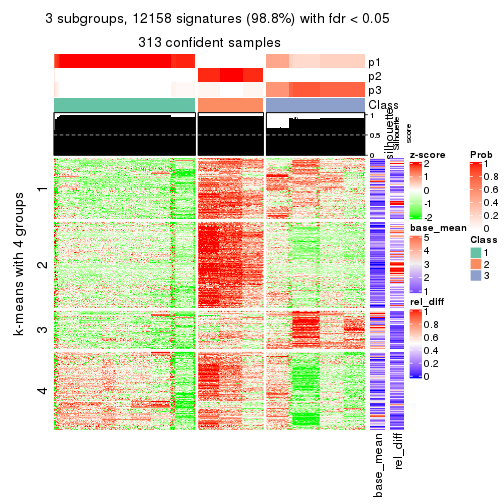 3 subgroups, 12158 signatures (98.8%) with fdr < 0.05
313 confident samples
p1
p2
p3
Class
1
0.5
0
silhouette
Silhouette
score
k-means with 4 groups
1
2
3
4
base_mean
rel_diff
z-score
2
1
0
-1
-2
base_mean
5
4
3
2
1
rel_diff
1
0.8
0.6
0.4
0.2
0
Prob
1
0.8
0.6
0.4
0.2
0
Class
1
2
3